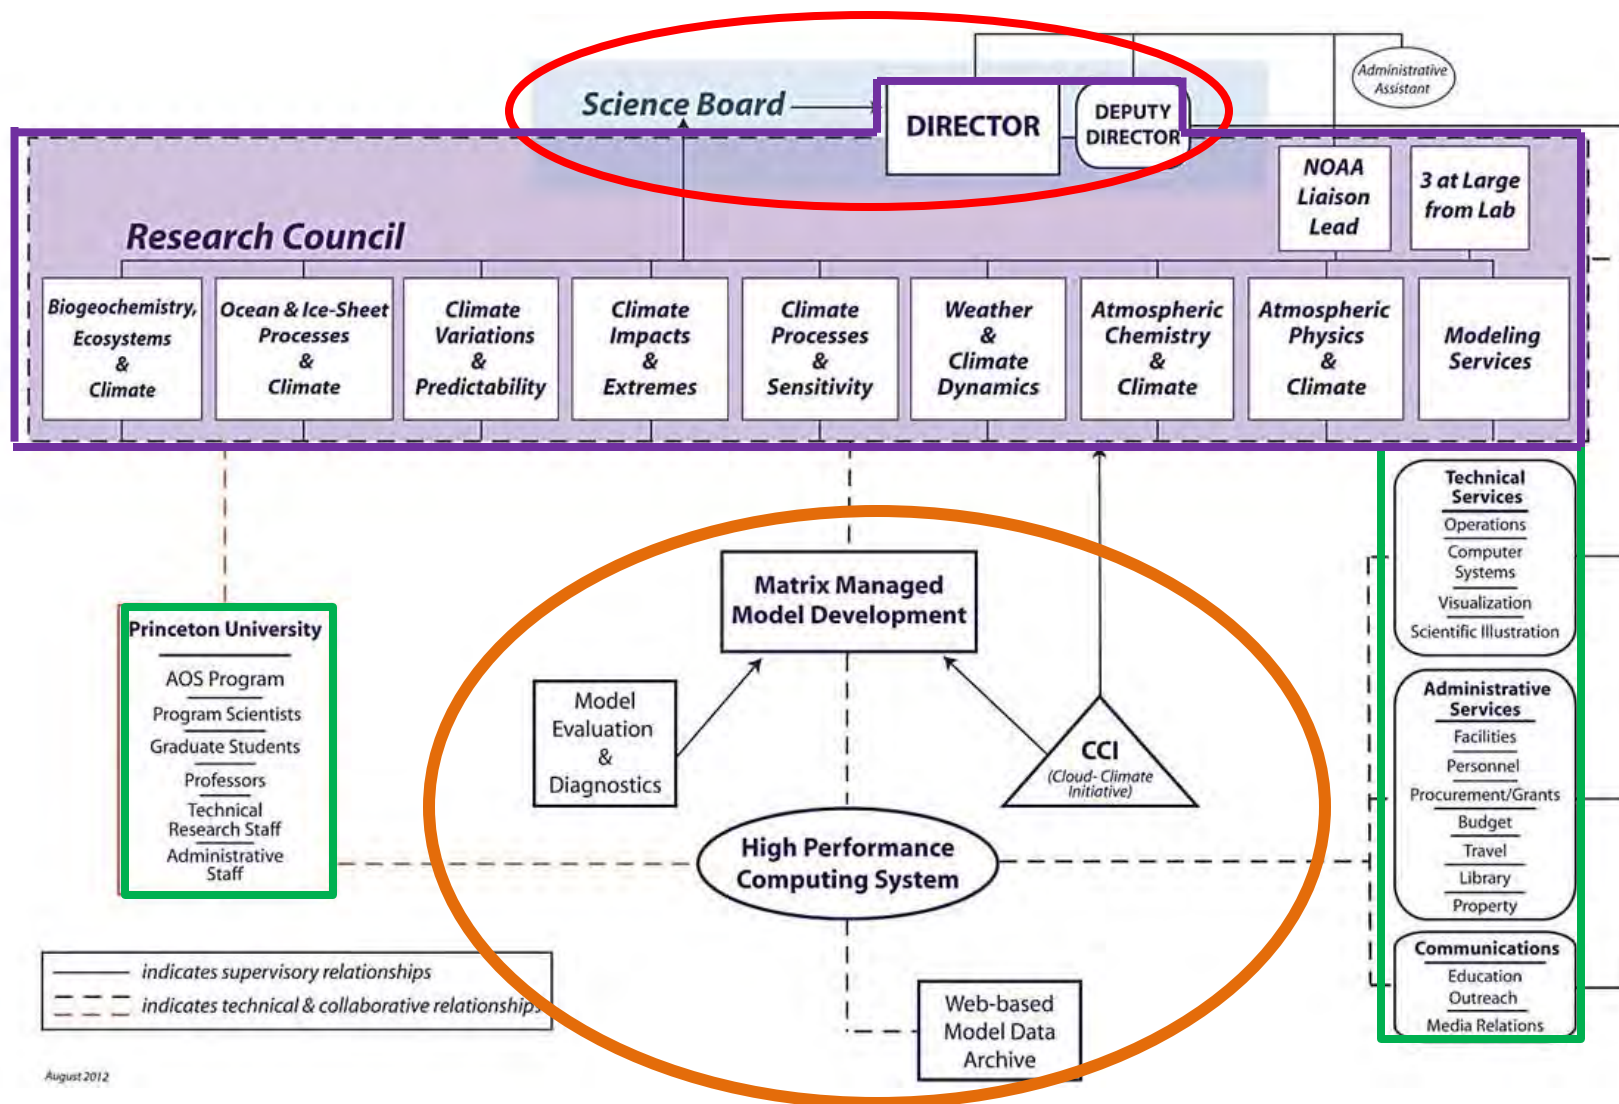 Science Board
DIRECTOR
DEPUTY
DIRECTOR
Administrative
Assistant
NOAA
Liaison
Lead
3 at Large
from Lab
Research Council
Biogeochemistry,
Ecosystems
&
Climate
Ocean & Ice-Sheet
Processes
&
Climate
Climate
Variations
&
Predictability
Climate
Impacts
&
Extremes
Climate
Processes
&
Sensitivity
Weather
&
Climate
Dynamics
Atmospheric
Chemistry
&
Climate
Atmospheric
Physics
&
Climate
Modeling
Services
Princeton University
AOS Program
Program Scientists
Graduate Students
Professors
Technical
Research Staff
Administrative
Staff
Matrix Managed
Model Development
Model
Evaluation
&
Diagnostics
CCI
(Cloud- Climate
Initiative)
High Performance
Computing System
Web-based
Model Data
Archive
Technical
Services
Operations
Computer
Systems
Visualization
Scientific Illustration
Administrative
Services
Facilities
Personnel
Procurement/Grants
Budget
Travel
Library
Property
Communications
Education
Outreach
Media Relations
indicates supervisory relationships
indicates technical & collaborative relationships
August 2012